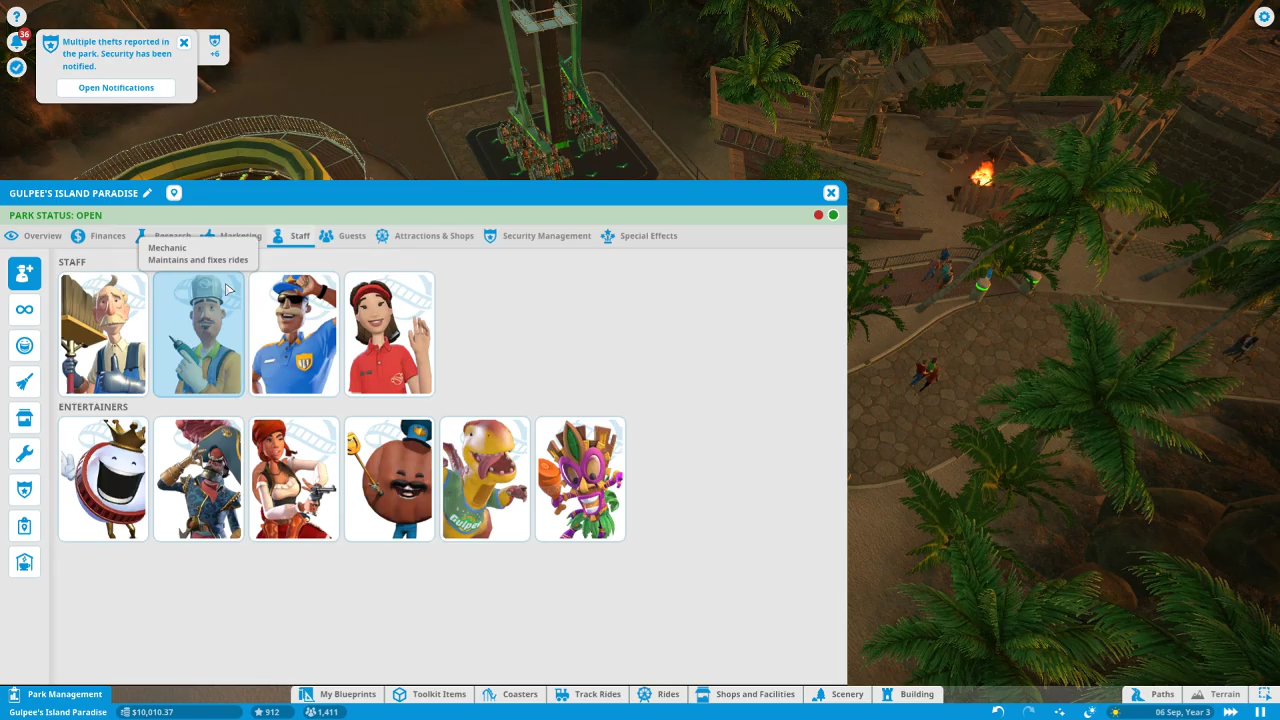 36
Multiple thefts reported in
the park. Security has been
notified.
+6
Open Notifications
GULPEE'S ISLAND PARADISE
PARK STATUS: OPEN
Overview
Finances
Research
Marketing
Staff
Guests
Attractions & Shops
Security Management
Special Effects
Mechanic
Maintains and fixes rides
STAFF
ENTERTAINERS
Gulpee
Park Management
My Blueprints
Toolkit Items
Coasters
Track Rides
Rides
Shops and Facilities
Scenery
Building
Paths
Terrain
Gulpee's Island Paradise
$10,010.37
912
1,411
06 Sep, Year 3